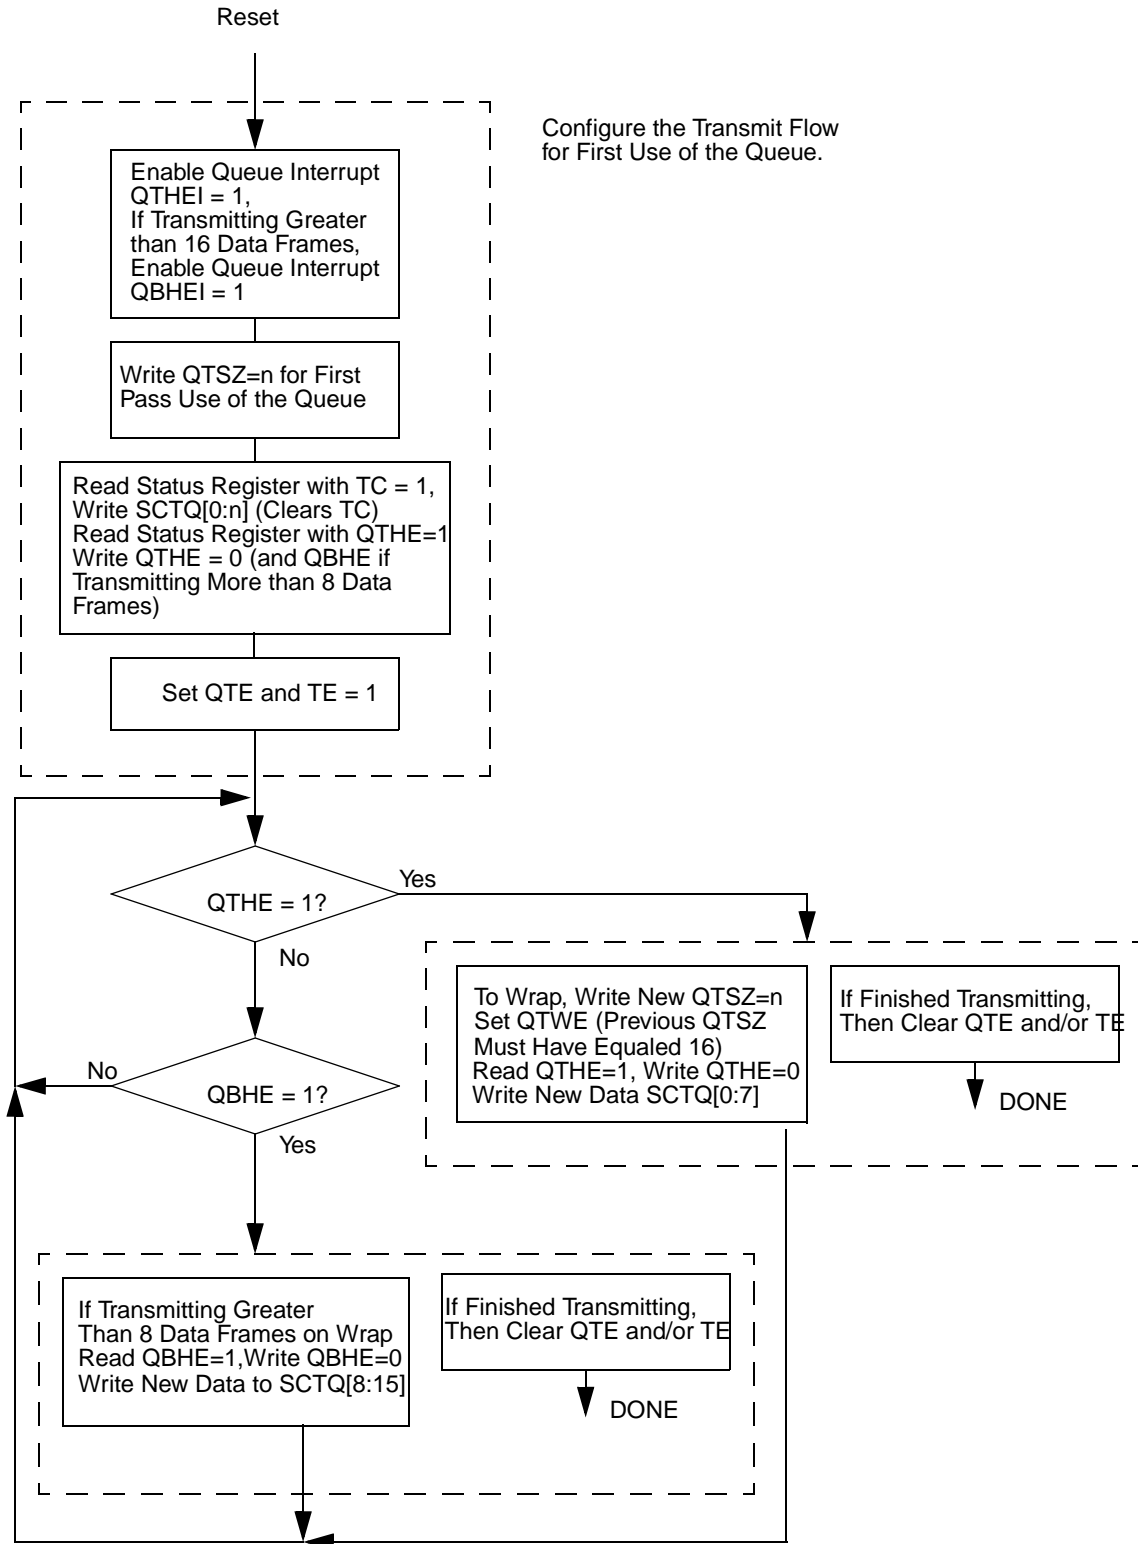 Reset
Configure the Transmit Flow
for First Use of the Queue.
Enable Queue Interrupt
QTHEI = 1,
If Transmitting Greater
than 16 Data Frames,
Enable Queue Interrupt
QBHEI = 1
Write QTSZ=n for First
Pass Use of the Queue
Read Status Register with TC = 1,
Write SCTQ[0:n] (Clears TC)
Read Status Register with QTHE=1
Write QTHE = 0 (and QBHE if
Transmitting More than 8 Data
Frames)
Set QTE and TE = 1
QTHE = 1?
Yes
No
To Wrap, Write New QTSZ=n
Set QTWE (Previous QTSZ
Must Have Equaled 16)
Read QTHE=1, Write QTHE=0
Write New Data SCTQ[0:7]
If Finished Transmitting,
Then Clear QTE and/or TE
DONE
QBHE = 1?
No
Yes
If Transmitting Greater
Than 8 Data Frames on Wrap
Read QBHE=1,Write QBHE=0
Write New Data to SCTQ[8:15]
If Finished Transmitting,
Then Clear QTE and/or TE
DONE